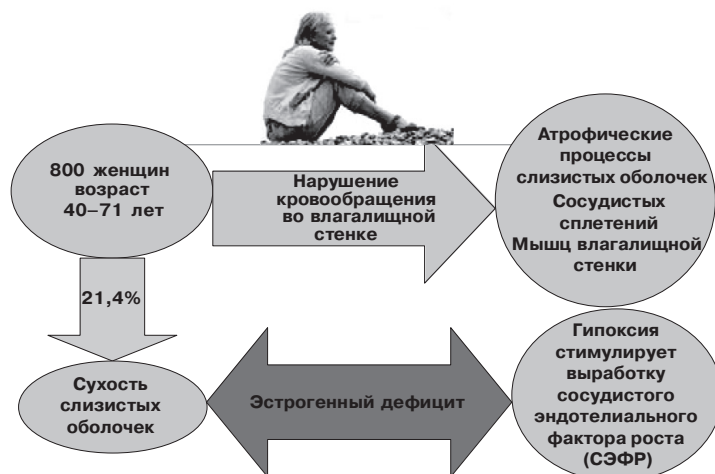 800 женщин
возраст
40–71 лет
Нарушение
кровообращения
во влагалищной
стенке
Атрофические
процессы
слизистых оболочек
Сосудистых
сплетений
Мышц влагалищной
стенки
21,4%
Сухость
слизистых
оболочек
Эстрогенный дефицит
Гипоксия
стимулирует
выработку
сосудистого
эндотелиального
фактора роста
(СЭФР)